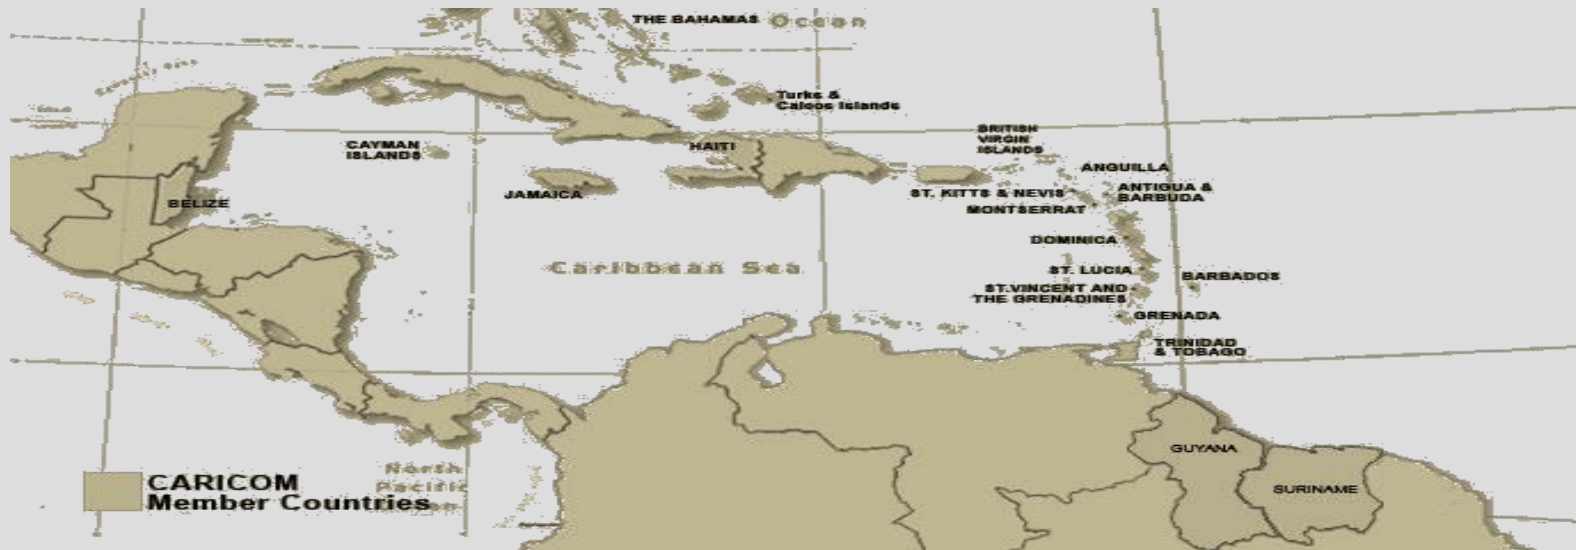 THE BAHAMAS
Ocean
Turks &
Caicos Islands
CAYMAN
ISLANDS
HAITI
BRITISH
VIRGIN
ISLANDS
JAMAICA
ANGUILLA
BELIZE
ST. KITTS & NEVIS
ANTIGUA &
BARBUDA
MONTSERRAT
DOMINICA
Caribbean Sea
ST. LUCIA
BARBADOS
ST.VINCENT AND
THE GRENADINES
GRENADA
TRINIDAD
& TOBAGO
GUYANA
SURINAME
North
Pacific
CARICOM
Member Countries